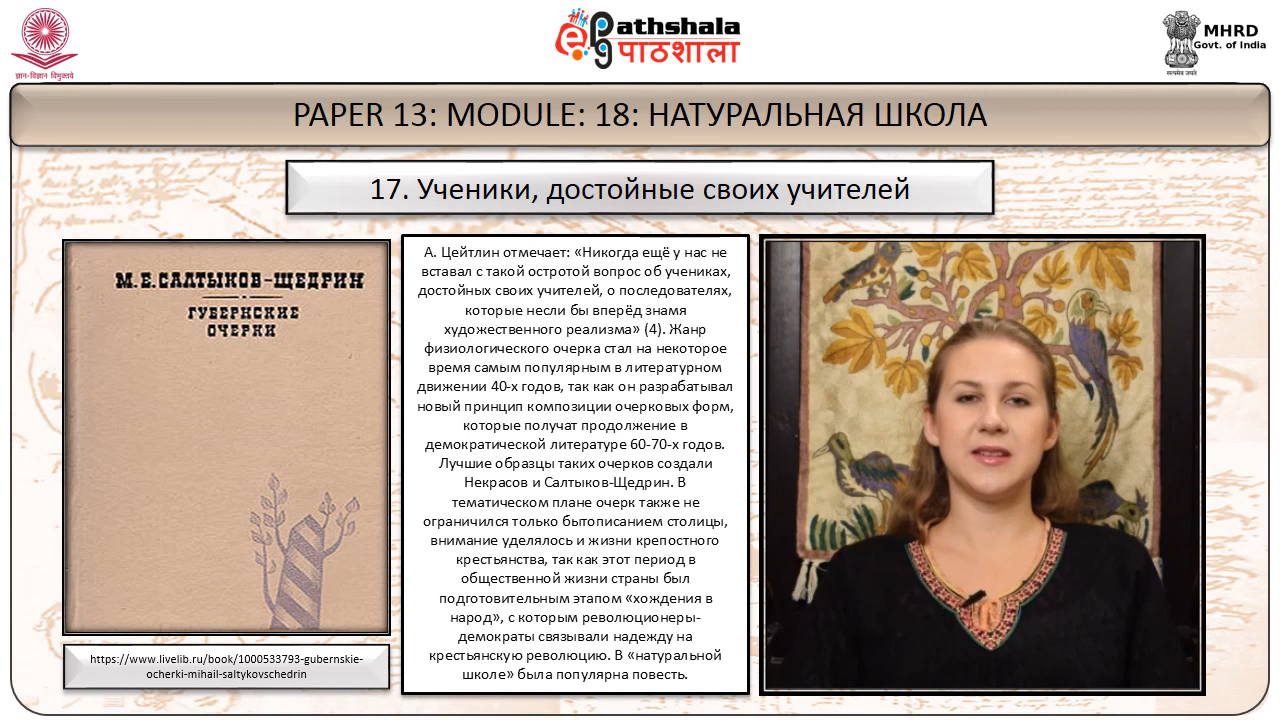 ज्ञान-विज्ञान विमुक्तये
ePG Pathshala
पाठशाला
MHRD
Govt. of India
सत्यमेव जयते
PAPER 13: MODULE: 18: НАТУРАЛЬНАЯ ШКОЛА
17. Ученики, достойные своих учителей
М.Е.САЛТЫКОВ-ЩЕДРИН
ГУБЕРНСКИЕ
ОЧЕРКИ
https://www.livelib.ru/book/1000533793-gubernskie-
ocherki-mihail-saltykovschedrin
А. Цейтлин отмечает: «Никогда ещё у нас не
вставал с такой остротой вопрос об учениках,
достойных своих учителей, о последователях,
которые несли бы вперёд знамя
художественного реализма» (4). Жанр
физиологического очерка стал на некоторое
время самым популярным в литературном
движении 40-х годов, так как он разрабатывал
новый принцип композиции очерковых форм,
которые получат продолжение в
демократической литературе 60-70-х годов.
Лучшие образцы таких очерков создали
Некрасов и Салтыков-Щедрин. В
тематическом плане очерк также не
ограничился только бытописанием столицы,
внимание уделялось и жизни крепостного
крестьянства, так как этот период в
общественной жизни страны был
подготовительным этапом «хождения в
народ», с которым революционеры-
демократы связывали надежду на
крестьянскую революцию. В «натуральной
школе» была популярна повесть.